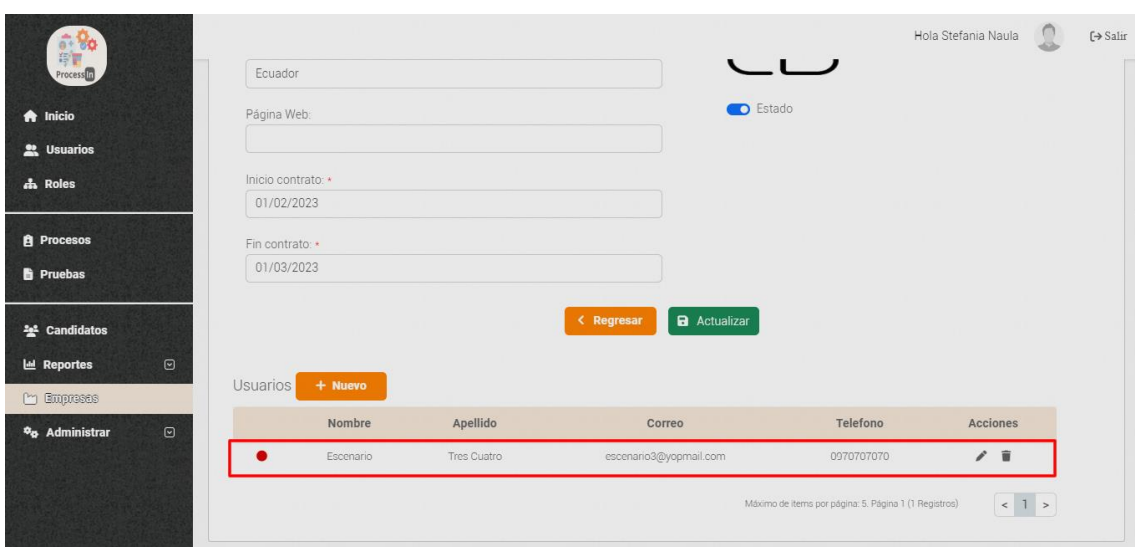 Process in
Hola Stefania Naula
Salir
Inicio
Usuarios
Roles
Procesos
Pruebas
Candidatos
Reportes
Empresas
Administrar
Ecuador
Estado
Página Web:
Inicio contrato: *
01/02/2023
Fin contrato: *
01/03/2023
< Regresar
Actualizar
Usuarios + Nuevo
Nombre Apellido Correo Telefono Acciones
Escenario Tres Cuatro escenario3@yopmail.com 0970707070
Máximo de items por página: 5. Página 1 (1 Registros) < 1 >